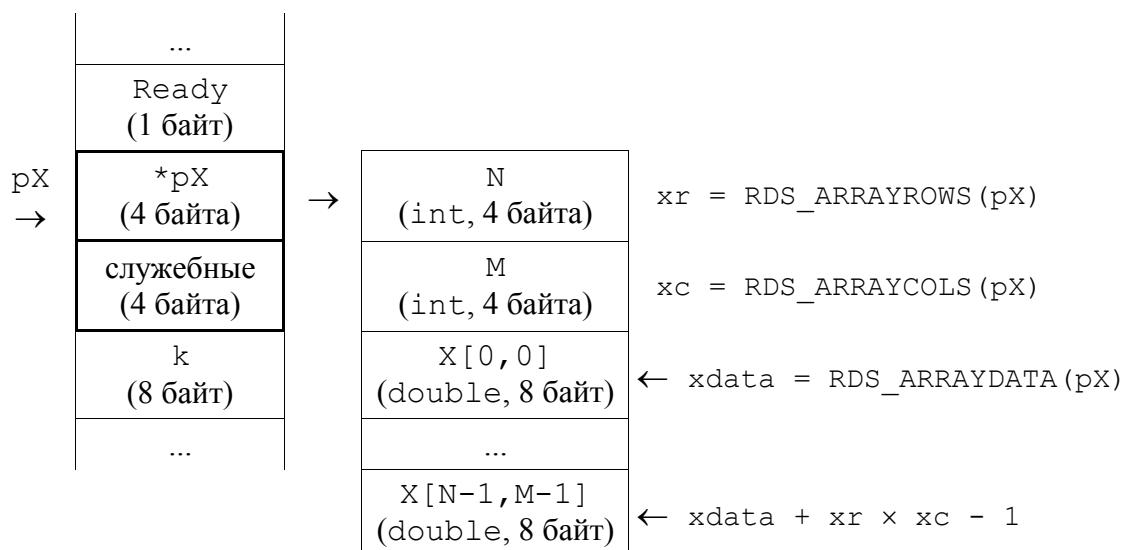 ...
Ready
(1 байт)
pX
→
*pX
(4 байта)
служебные
(4 байта)
k
(8 байт)
...
→
N
(int, 4 байта)
M
(int, 4 байта)
X[0,0]
(double, 8 байт)
...
X[N-1,M-1]
(double, 8 байт)
xr = RDS_ARRAYROWS(pX)
xc = RDS_ARRAYCOLS(pX)
← xdata = RDS_ARRAYDATA(pX)
← xdata + xr × xc - 1